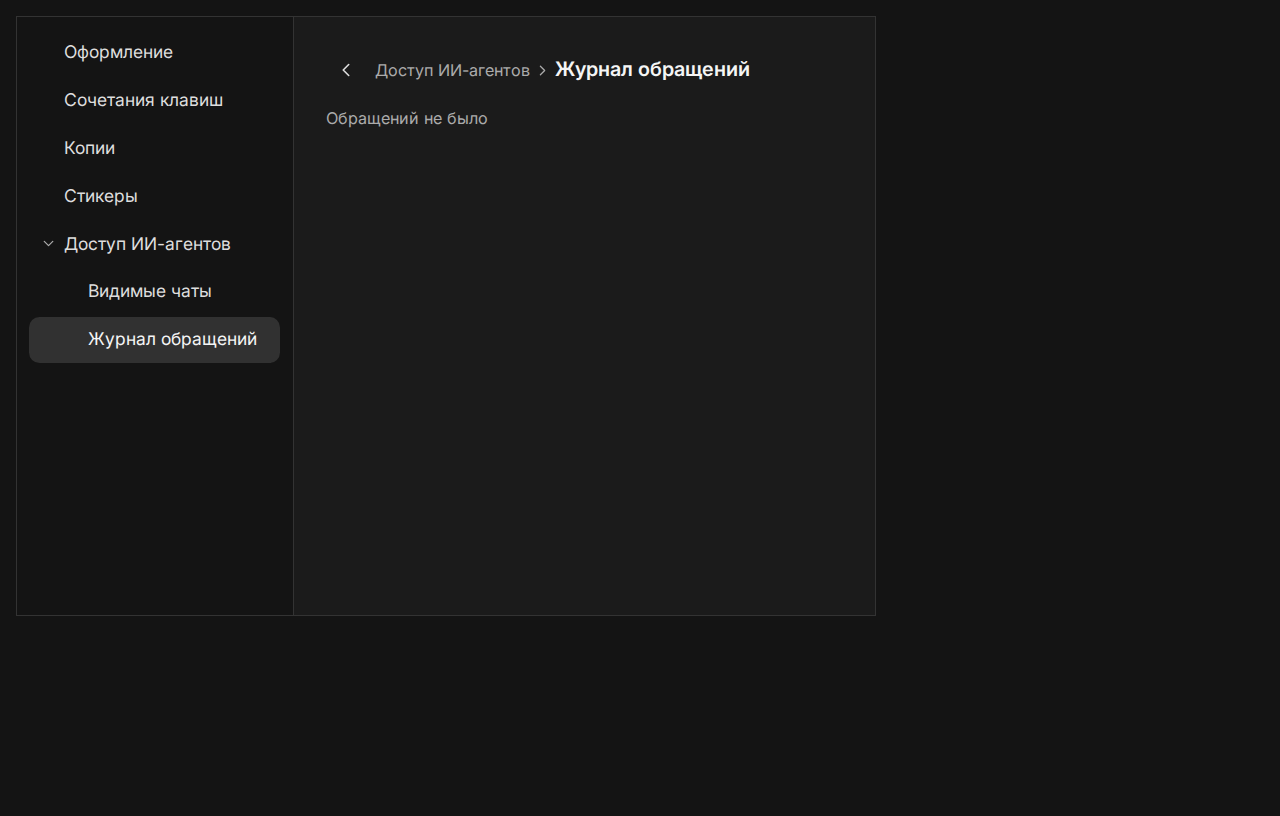 Оформление
Сочетания клавиш
Копии
Стикеры
Доступ ИИ-агентов
Видимые чаты
Журнал обращений
Доступ ИИ-агентов > Журнал обращений
Обращений не было